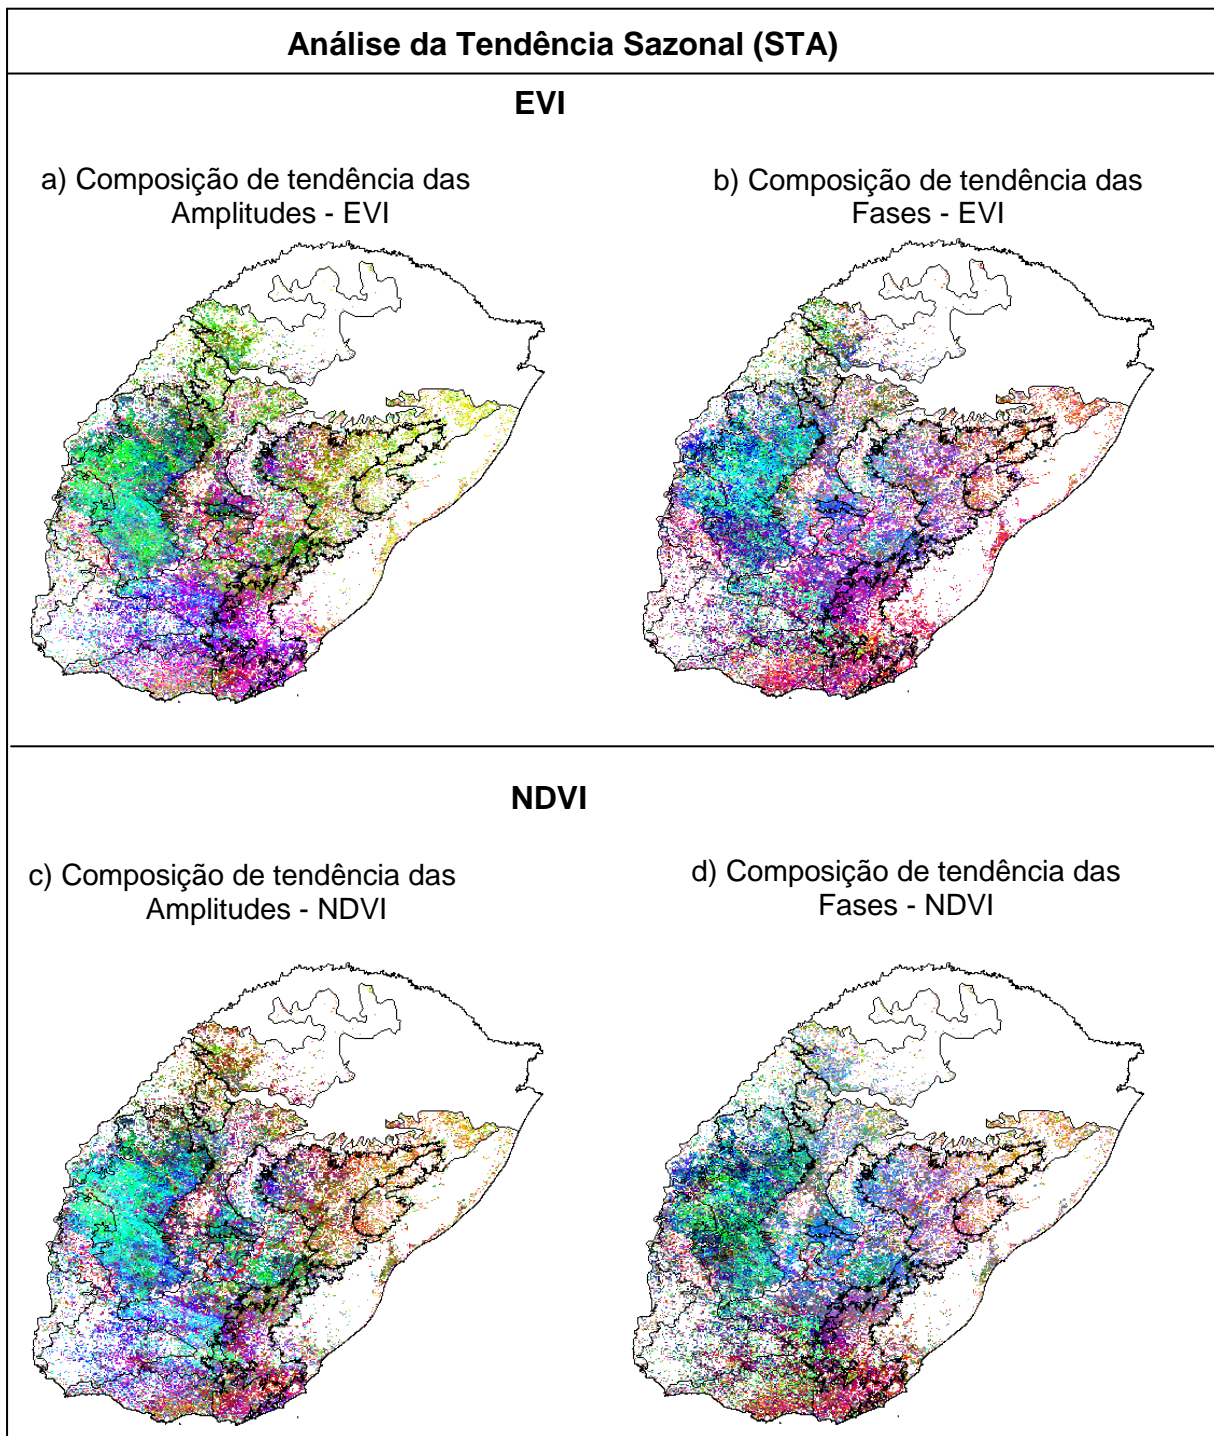 Análise da Tendência Sazonal (STA)
EVI
a) Composição de tendência das
Amplitudes - EVI
b) Composição de tendência das
Fases - EVI
NDVI
c) Composição de tendência das
Amplitudes - NDVI
d) Composição de tendência das
Fases - NDVI